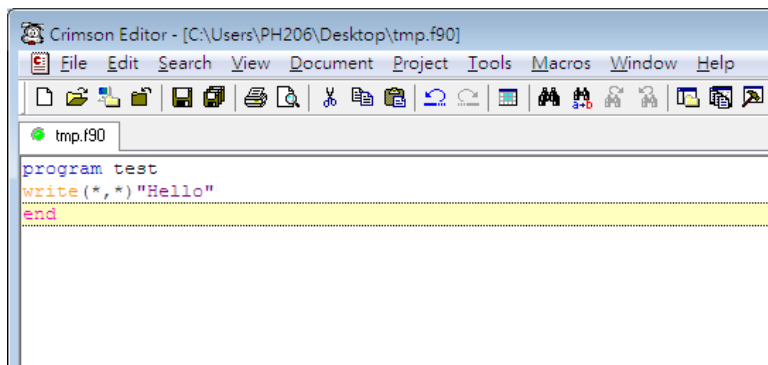 Crimson Editor - [C:\Users\PH206\Desktop\tmp.f90]
File Edit Search View Document Project Tools Macros Window Help
a+b
tmp.f90
program test
write(*,*)"Hello"
end